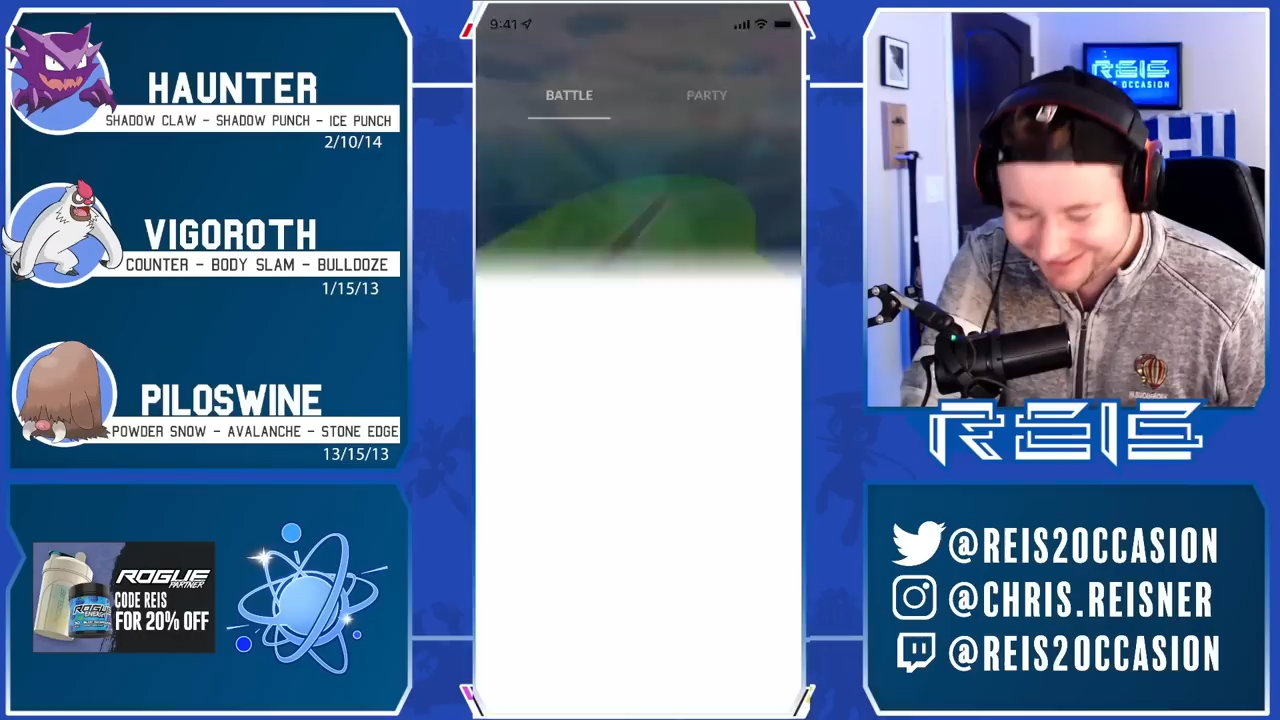 HAUNTER
SHADOW CLAW - SHADOW PUNCH - ICE PUNCH
2/10/14
VIGOROTH
COUNTER - BODY SLAM - BULLDOZE
1/15/13
PILOSWINE
POWDER SNOW - AVALANCHE - STONE EDGE
13/15/13
ROGUE
PARTNER
CODE REIS
FOR 20% OFF
ROGUE
ENERGY
9:41
BATTLE PARTY
REIS
OCCASION
REIS
@REIS2OCCASION
@CHRIS.REISNER
@REIS2OCCASION